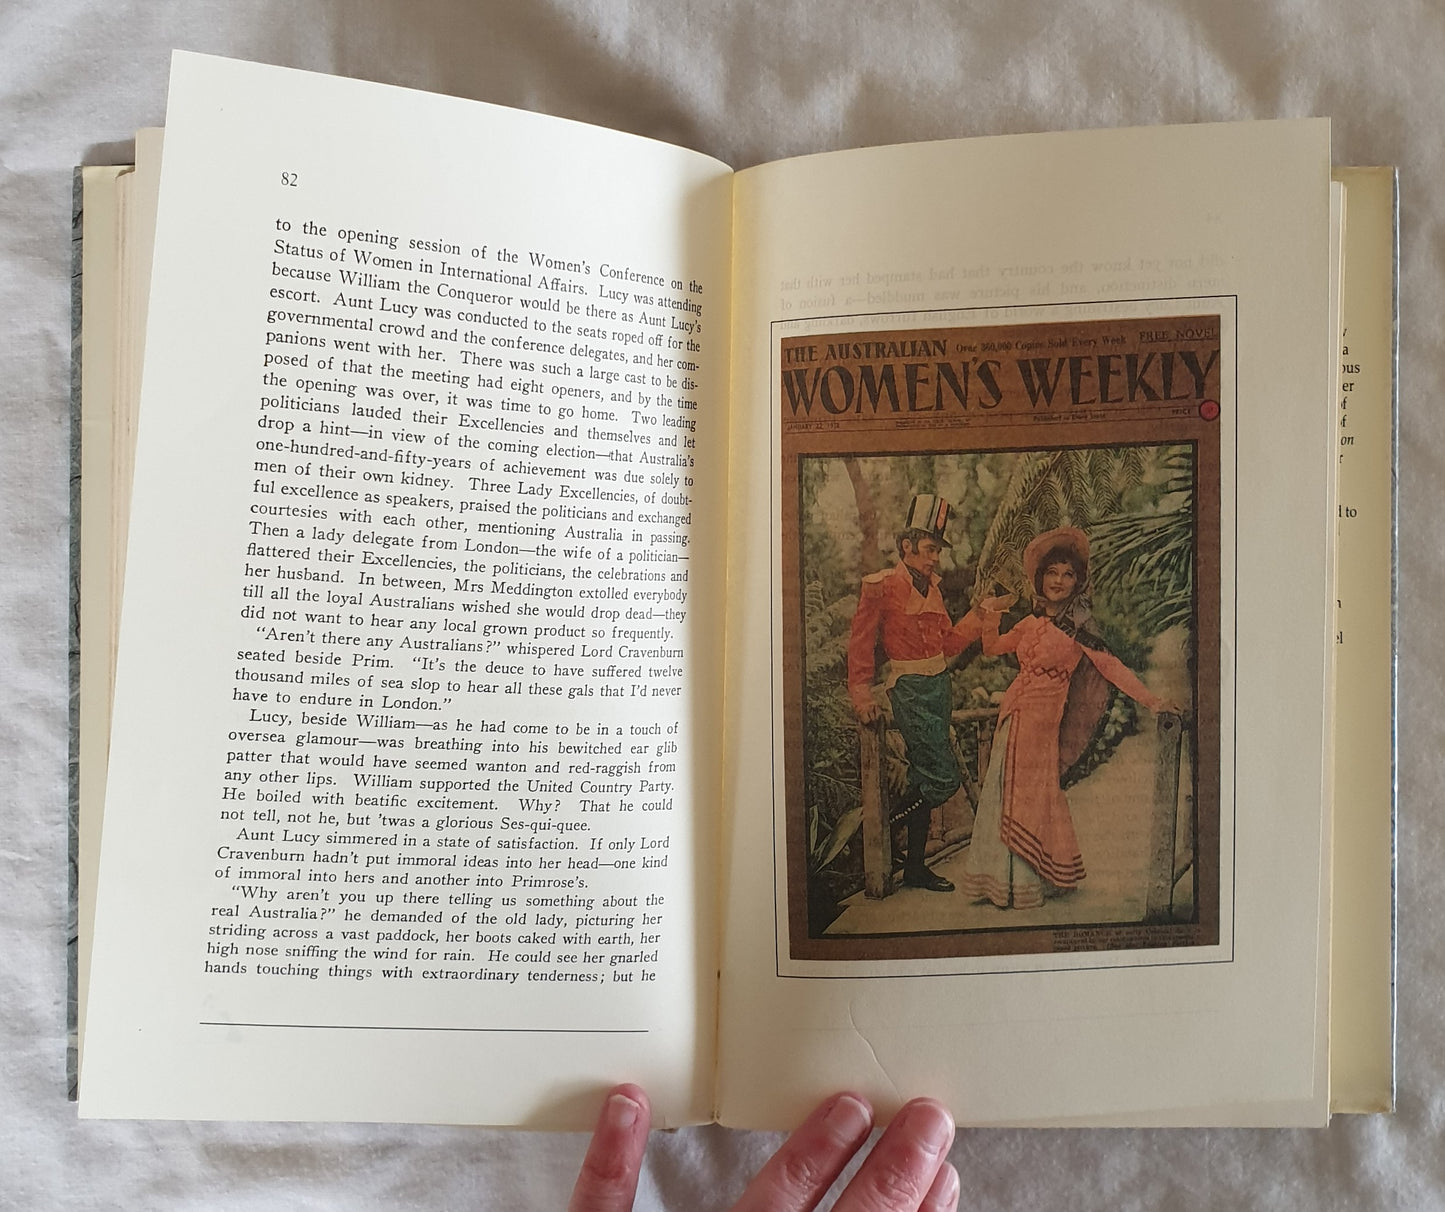 82
to the opening session of the Women's Conference on the
Status of Women in International Affairs. Lucy was attending
because William the Conqueror would be there as Aunt Lucy's
escort. Aunt Lucy was conducted to the seats roped off for the
governmental crowd and the conference delegates, and her com-
panions went with her. There was such a large cast to be dis-
posed of that the meeting had eight openers, and by the time
the opening was over, it was time to go home. Two leading
politicians lauded their Excellencies and themselves and let
drop a hint—in view of the coming election—that Australia's
one-hundred-and-fifty-years of achievement was due solely to
men of their own kidney. Three Lady Excellencies, of doubt-
ful excellence as speakers, praised the politicians and exchanged
courtesies with each other, mentioning Australia in passing.
Then a lady delegate from London—the wife of a politician—
flattered their Excellencies, the politicians, the celebrations and
her husband. In between, Mrs Meddington extolled everybody
till all the loyal Australians wished she would drop dead—they
did not want to hear any local grown product so frequently.
"Aren't there any Australians?" whispered Lord Cravenburn
seated beside Prim. "It's the deuce to have suffered twelve
thousand miles of sea slop to hear all these gals that I'd never
have to endure in London."
Lucy, beside William—as he had come to be in a touch of
oversea glamour—was breathing into his bewitched ear glib
patter that would have seemed wanton and red-raggish from
any other lips. William supported the United Country Party.
He boiled with beatific excitement. Why? That he could
not tell, not he, but 'twas a glorious Ses-qui-quee.
Aunt Lucy simmered in a state of satisfaction. If only Lord
Cravenburn hadn't put immoral ideas into her head—one kind
of immoral into hers and another into Primrose's.
"Why aren't you up there telling us something about the
real Australia?" he demanded of the old lady, picturing her
striding across a vast paddock, her boots caked with earth, her
high nose sniffing the wind for rain. He could see her gnarled
hands touching things with extraordinary tenderness; but he
THE AUSTRALIAN Over 360,000 Copies Sold Every Week FREE NOVEL
WOMEN'S WEEKLY
PRICE
THE ROMANCE of early Colonial